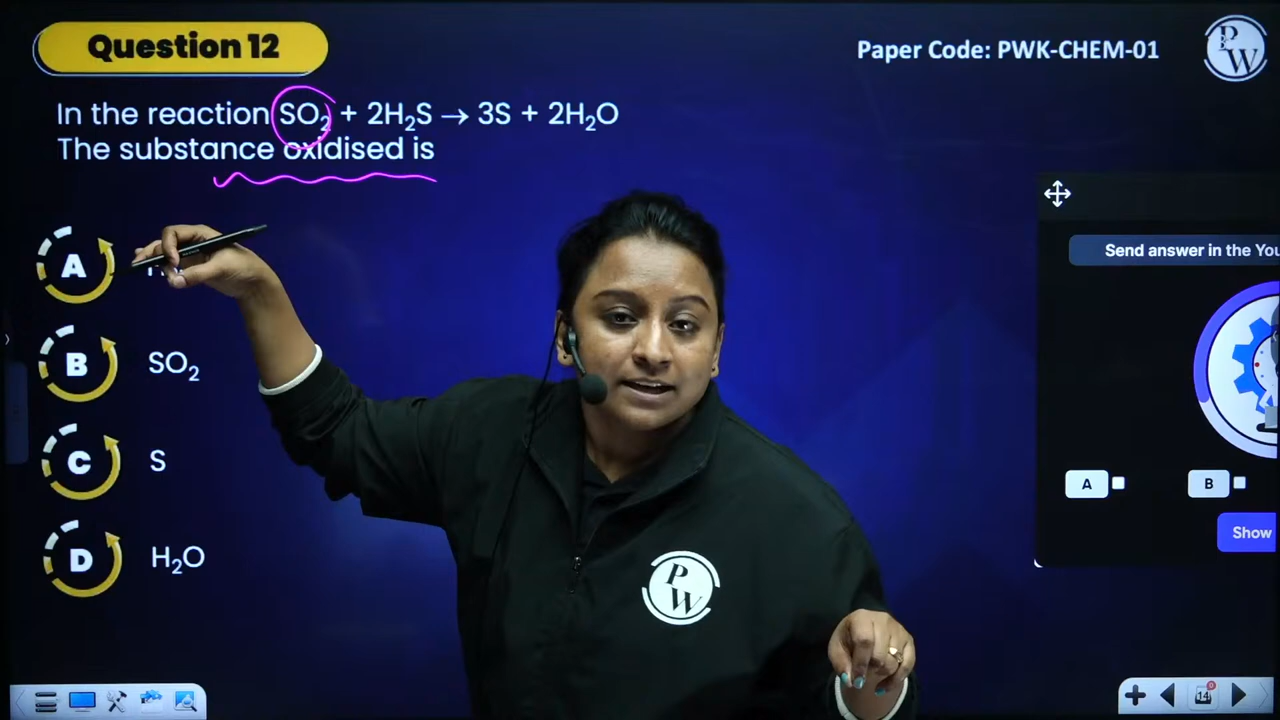 Question 12
Paper Code: PWK-CHEM-01
P
W
In the reaction SO₂ + 2H₂S → 3S + 2H₂O
The substance oxidised is
A
B SO₂
C S
D H₂O
Send answer in the You
A
B
Show
P
W
14